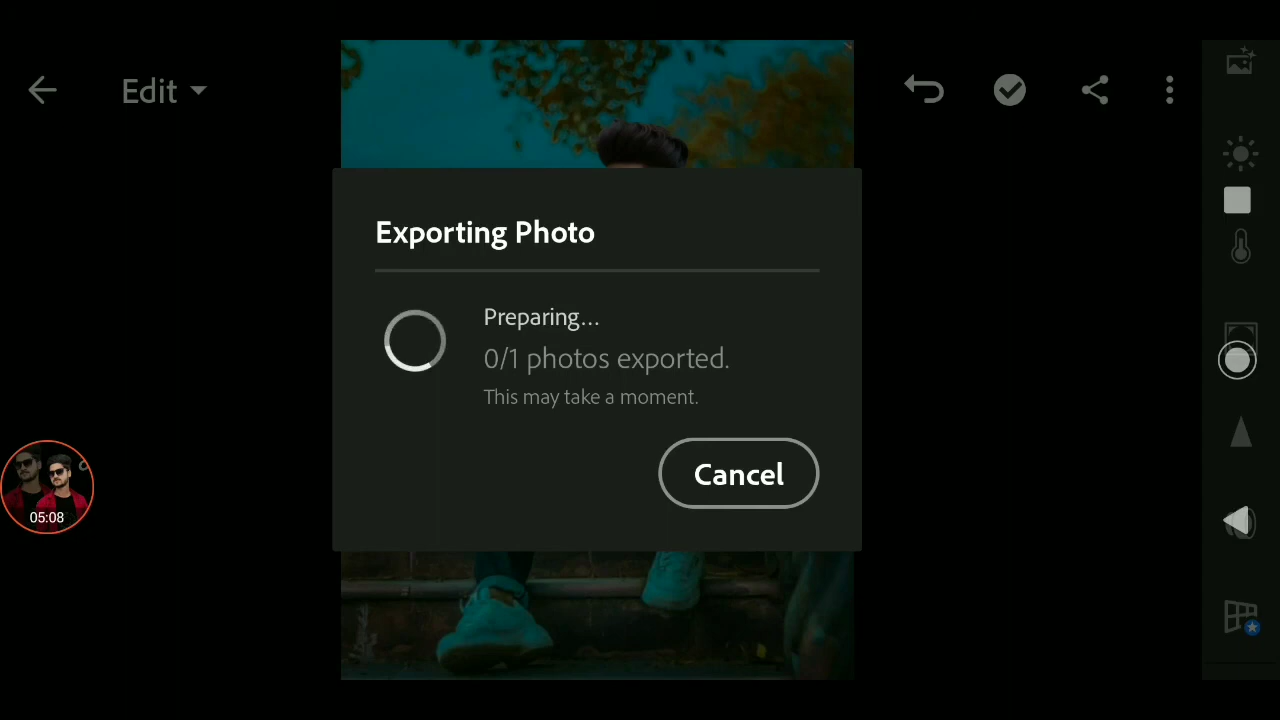 Edit
Exporting Photo
Preparing...
0/1 photos exported.
This may take a moment.
Cancel
05:08